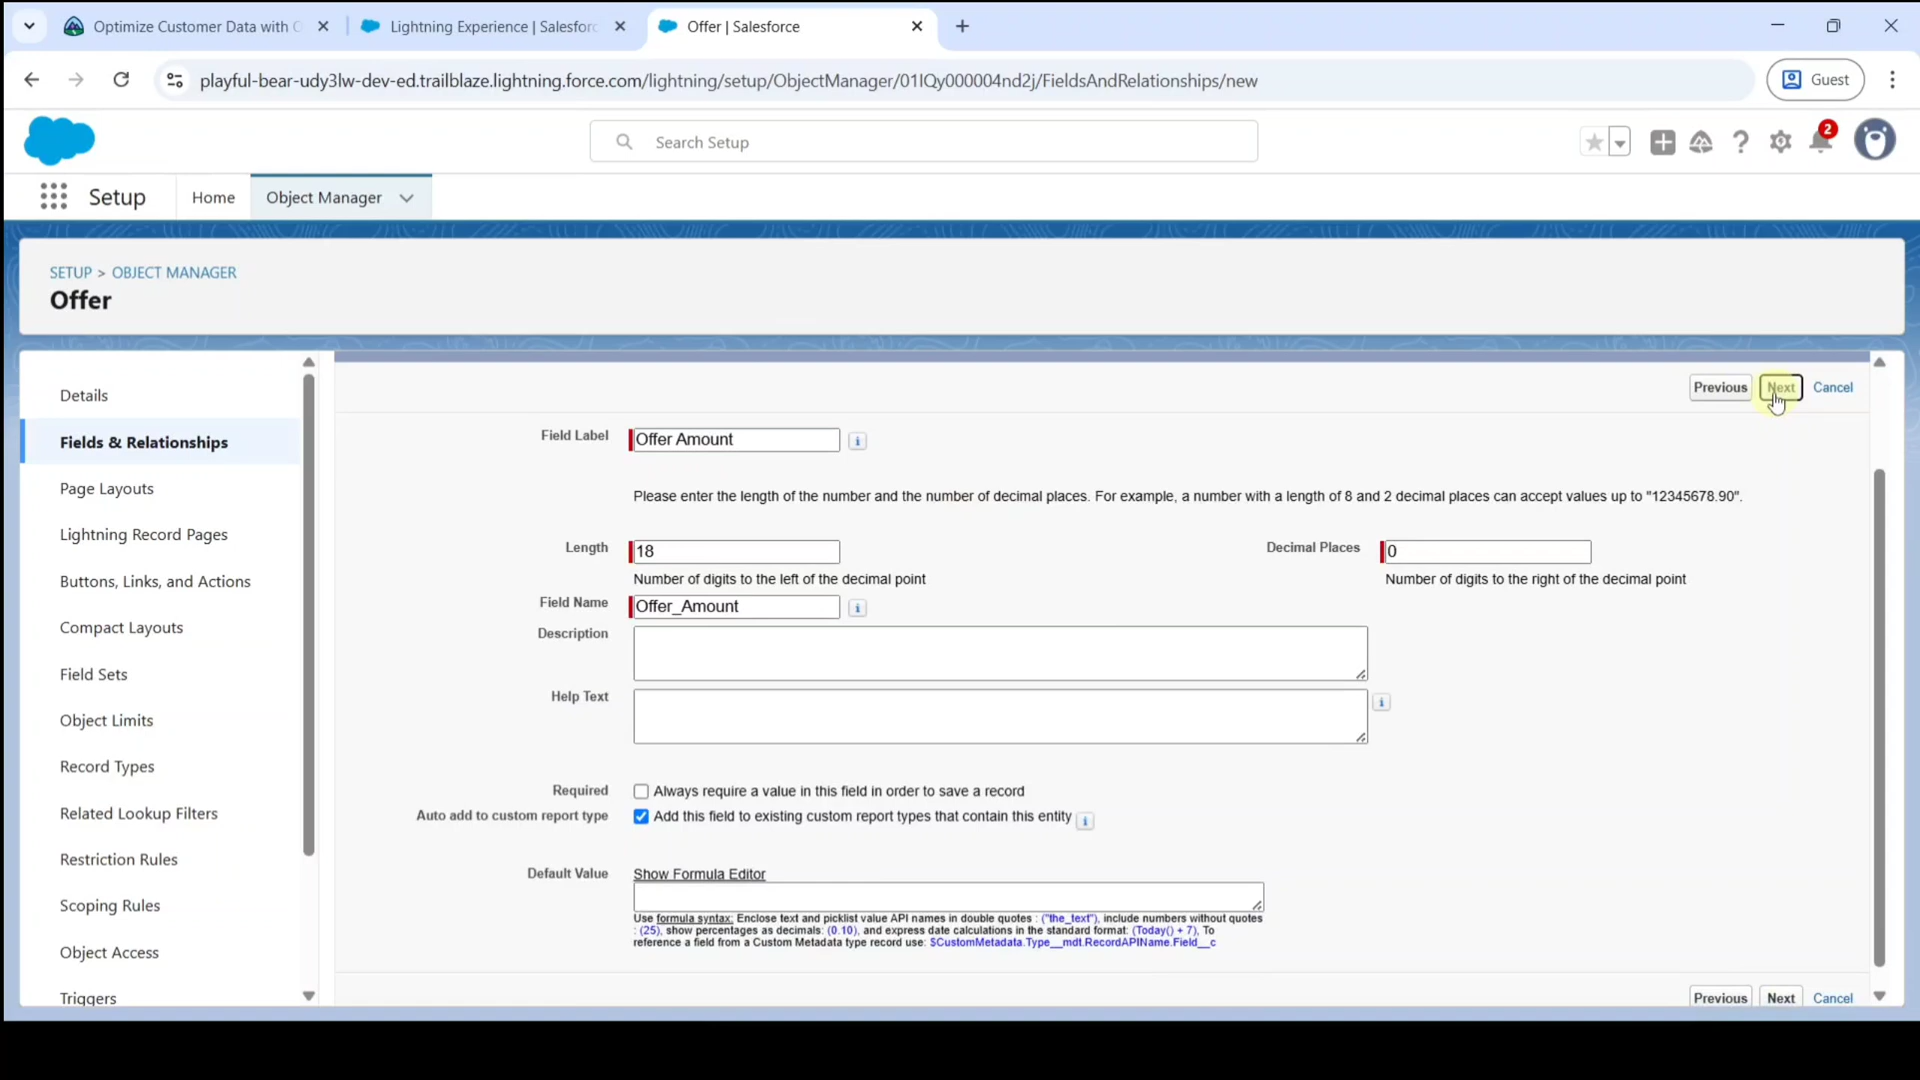 Optimize Customer Data with
Lightning Experience | Salesforc
Offer | Salesforce
playful-bear-udy3lw-dev-ed.trailblaze.lightning.force.com/lightning/setup/ObjectManager/01IQy000004nd2j/FieldsAndRelationships/new
Guest
Search Setup
2
Setup
Home
Object Manager
SETUP > OBJECT MANAGER
Offer
Details
Fields & Relationships
Page Layouts
Lightning Record Pages
Buttons, Links, and Actions
Compact Layouts
Field Sets
Object Limits
Record Types
Related Lookup Filters
Restriction Rules
Scoping Rules
Object Access
Triggers
Previous Next Cancel
Field Label Offer Amount
Please enter the length of the number and the number of decimal places. For example, a number with a length of 8 and 2 decimal places can accept values up to "12345678.90".
Length 18 Decimal Places 0
Number of digits to the left of the decimal point Number of digits to the right of the decimal point
Field Name Offer_Amount
Description
Help Text
Required Always require a value in this field in order to save a record
Auto add to custom report type Add this field to existing custom report types that contain this entity
Default Value Show Formula Editor
Use formula syntax: Enclose text and picklist value API names in double quotes : ("the_text"), include numbers without quotes
: (25), show percentages as decimals: (0.10), and express date calculations in the standard format: (Today() + 7), To
reference a field from a Custom Metadata type record use: $CustomMetadata.Type__mdt.RecordAPIName.Field__c
Previous Next Cancel